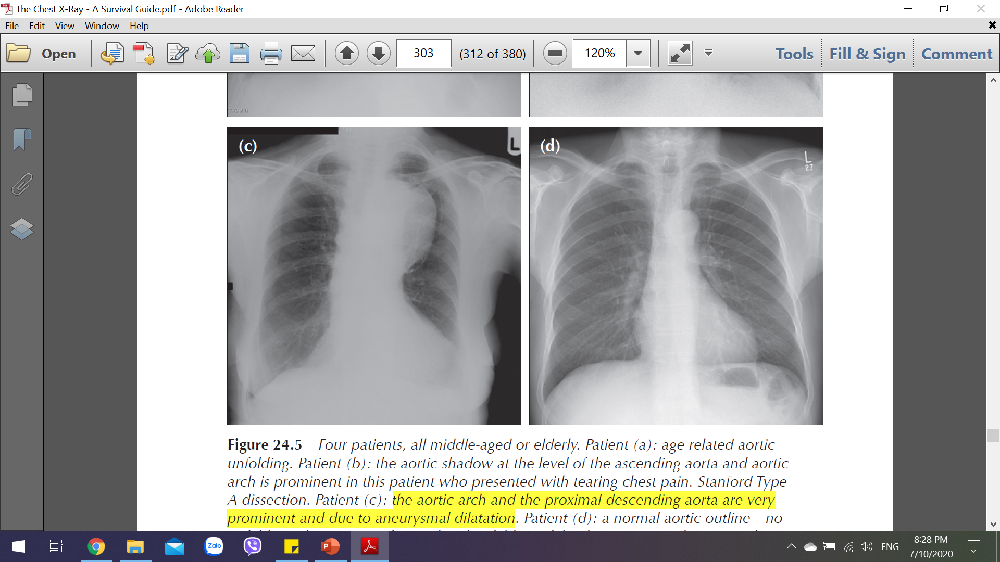 The Chest X-Ray - A Survival Guide.pdf - Adobe Reader
File Edit View Window Help
Open 303 (312 of 380) 120% Tools Fill & Sign Comment
(c) L (d) L
27
Figure 24.5 Four patients, all middle-aged or elderly. Patient (a): age related aortic
unfolding. Patient (b): the aortic shadow at the level of the ascending aorta and aortic
arch is prominent in this patient who presented with tearing chest pain. Stanford Type
A dissection. Patient (c): the aortic arch and the proximal descending aorta are very
prominent and due to aneurysmal dilatation. Patient (d): a normal aortic outline—no
Zalo P ENG 8:28 PM
7/10/2020